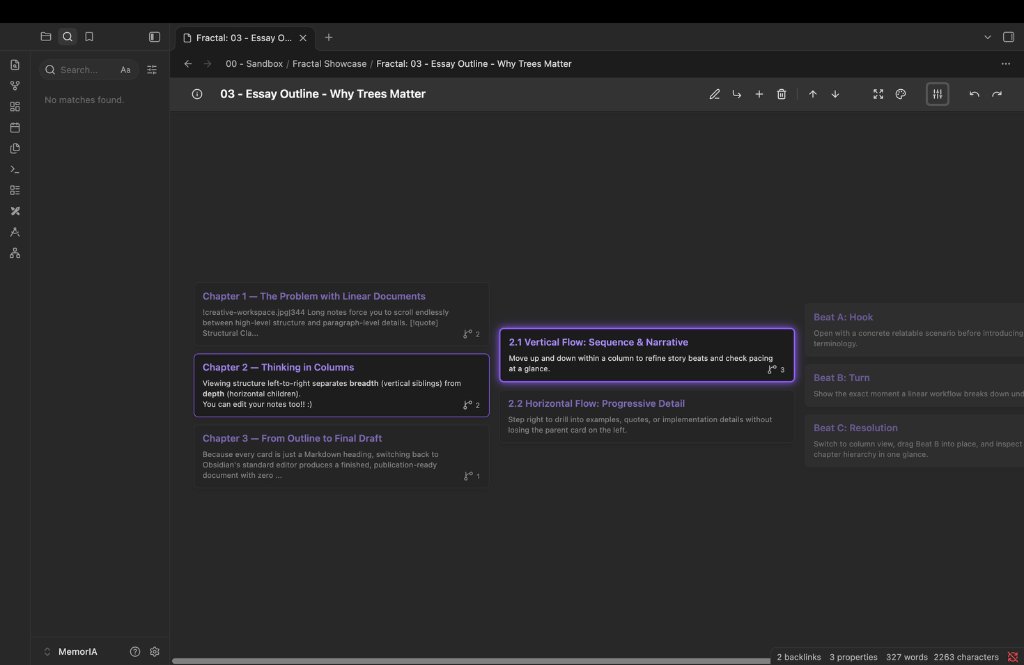 Fractal: 03 - Essay O...
Search...
Aa
00 - Sandbox / Fractal Showcase / Fractal: 03 - Essay Outline - Why Trees Matter
No matches found.
03 - Essay Outline - Why Trees Matter
Chapter 1 — The Problem with Linear Documents
!creative-workspace.jpg|344 Long notes force you to scroll endlessly
between high-level structure and paragraph-level details. [!quote]
Structural Cla...
2
Chapter 2 — Thinking in Columns
Viewing structure left-to-right separates breadth (vertical siblings) from
depth (horizontal children).
You can edit your notes too!! :)
2
Chapter 3 — From Outline to Final Draft
Because every card is just a Markdown heading, switching back to
Obsidian's standard editor produces a finished, publication-ready
document with zero ...
1
2.1 Vertical Flow: Sequence & Narrative
Move up and down within a column to refine story beats and check pacing
at a glance.
3
2.2 Horizontal Flow: Progressive Detail
Step right to drill into examples, quotes, or implementation details without
losing the parent card on the left.
Beat A: Hook
Open with a concrete relatable scenario before introducing
terminology.
Beat B: Turn
Show the exact moment a linear workflow breaks down und
Beat C: Resolution
Switch to column view, drag Beat B into place, and inspect
chapter hierarchy in one glance.
MemorIA
2 backlinks
3 properties
327 words
2263 characters